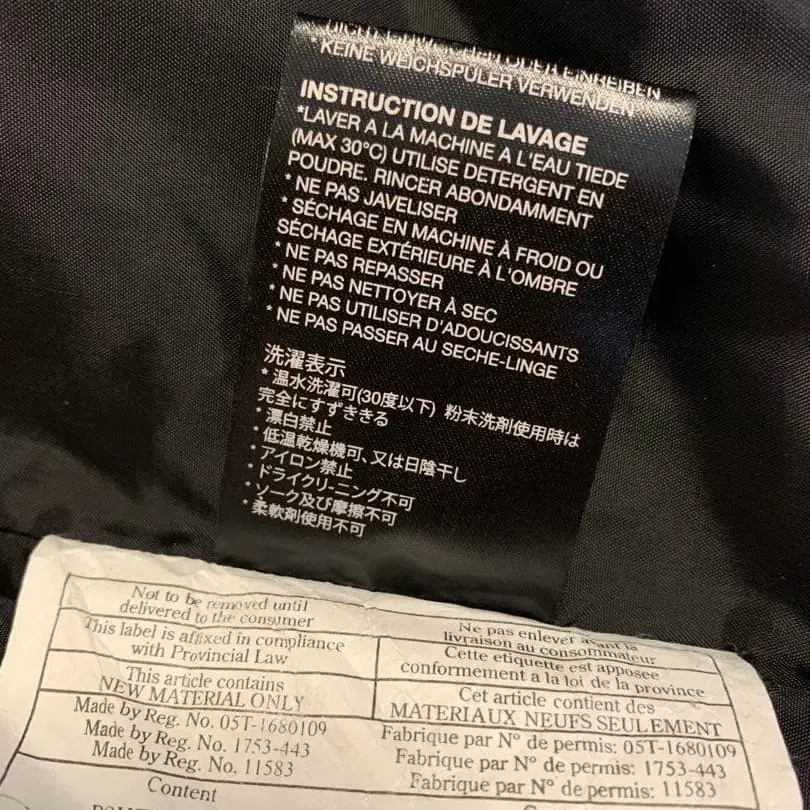 * KEINE WEICHSPÜLER VERWENDEN
INSTRUCTION DE LAVAGE
*LAVER A LA MACHINE A L'EAU TIEDE
(MAX 30°C) UTILISE DETERGENT EN
POUDRE. RINCER ABONDAMMENT
* NE PAS JAVELISER
* SÉCHAGE EN MACHINE À FROID OU
SÉCHAGE EXTÉRIEURE À L'OMBRE
* NE PAS REPASSER
* NE PAS NETTOYER À SEC
* NE PAS UTILISER D'ADOUCISSANTS
* NE PAS PASSER AU SECHE-LINGE
洗濯表示
* 温水洗濯可(30度以下) 粉末洗剤使用時は
完全にすずききる
* 漂白禁止
* 低温乾燥機可、又は日陰干し
* アイロン禁止
* ドライクリーニング不可
* ソーク及び摩擦不可
* 柔軟剤使用不可
Not to be removed until
delivered to the consumer
This label is affixed in compliance
with Provincial Law
This article contains
NEW MATERIAL ONLY
Made by Reg. No. 05T-1680109
Made by Reg. No. 1753-443
Made by Reg. No. 11583
Content
Ne pas enlever avant la
livraison au consommateur
Cette etiquette est apposee
conformement a la loi de la province
Cet article contient des
MATERIAUX NEUFS SEULEMENT
Fabrique par N° de permis: 05T-1680109
Fabrique par N° de permis: 1753-443
Fabrique par N° de permis: 11583